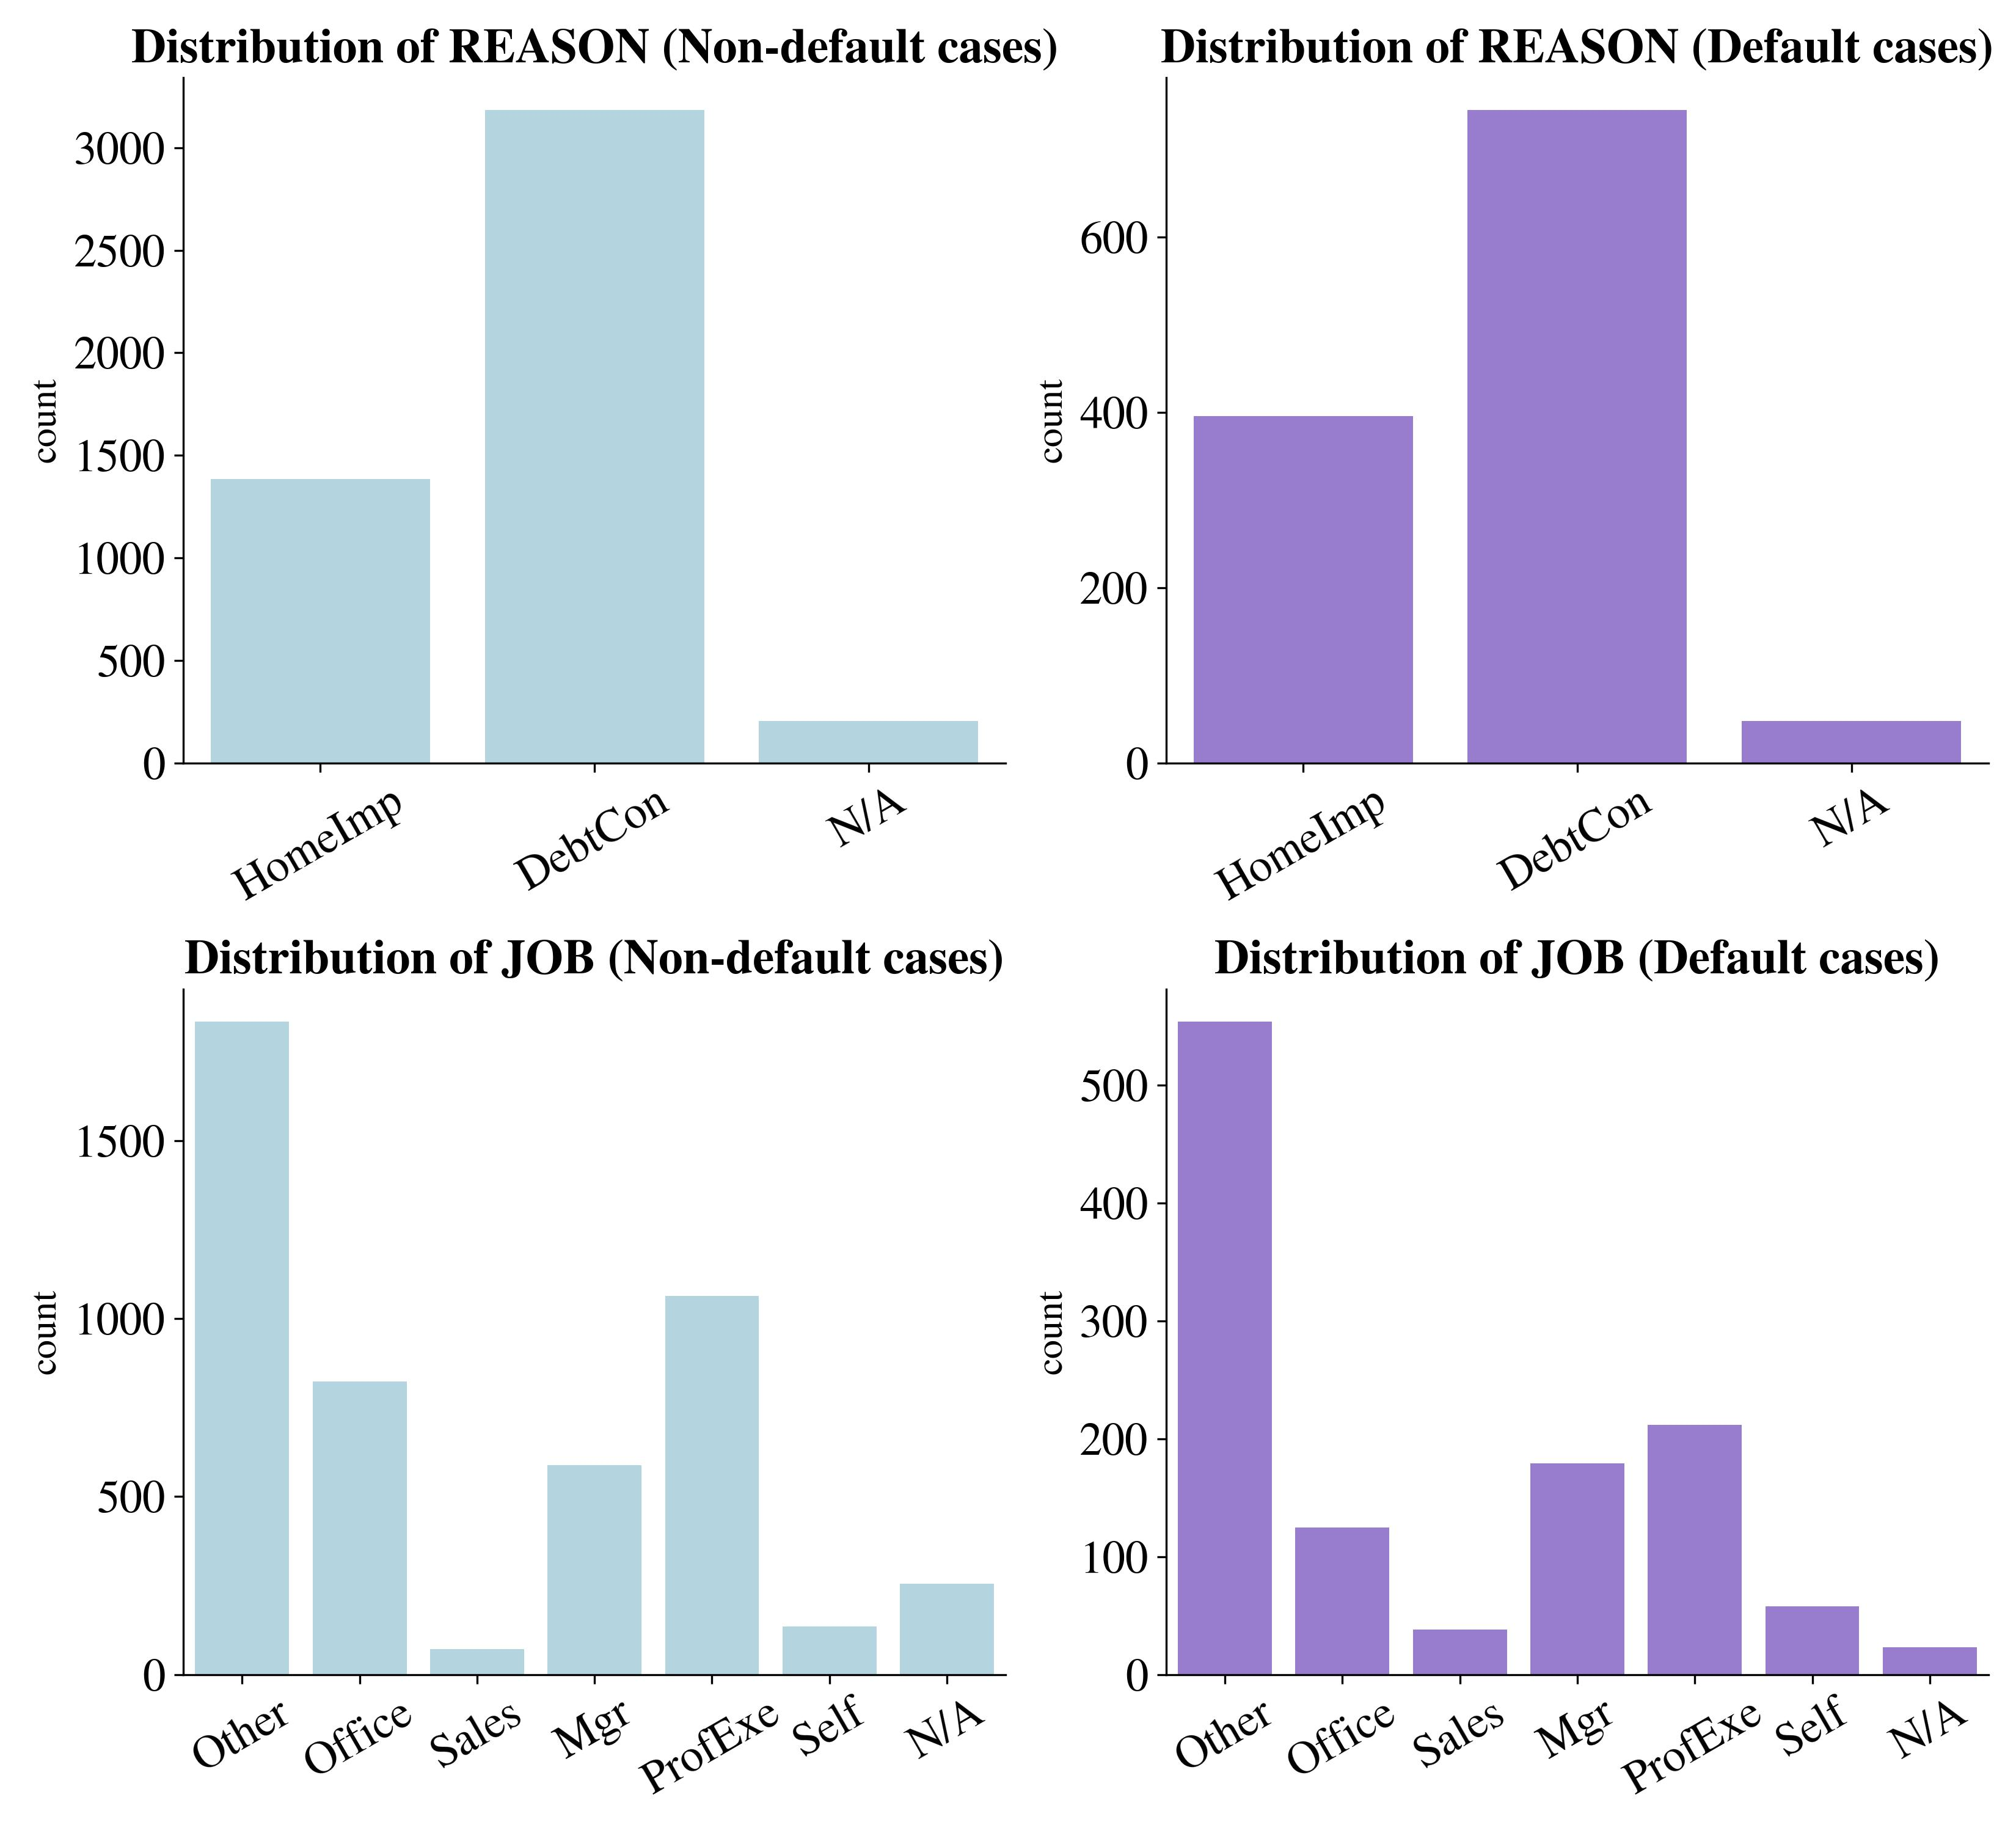 Distribution of REASON (Non-default cases)
3000
2500
2000
1500
1000
500
0
count
HomeImp
DebtCon
N/A
Distribution of REASON (Default cases)
600
400
200
0
count
HomeImp
DebtCon
N/A
Distribution of JOB (Non-default cases)
1500
1000
500
0
count
Other
Office
Sales
Mgr
ProfExe
Self
N/A
Distribution of JOB (Default cases)
500
400
300
200
100
0
count
Other
Office
Sales
Mgr
ProfExe
Self
N/A